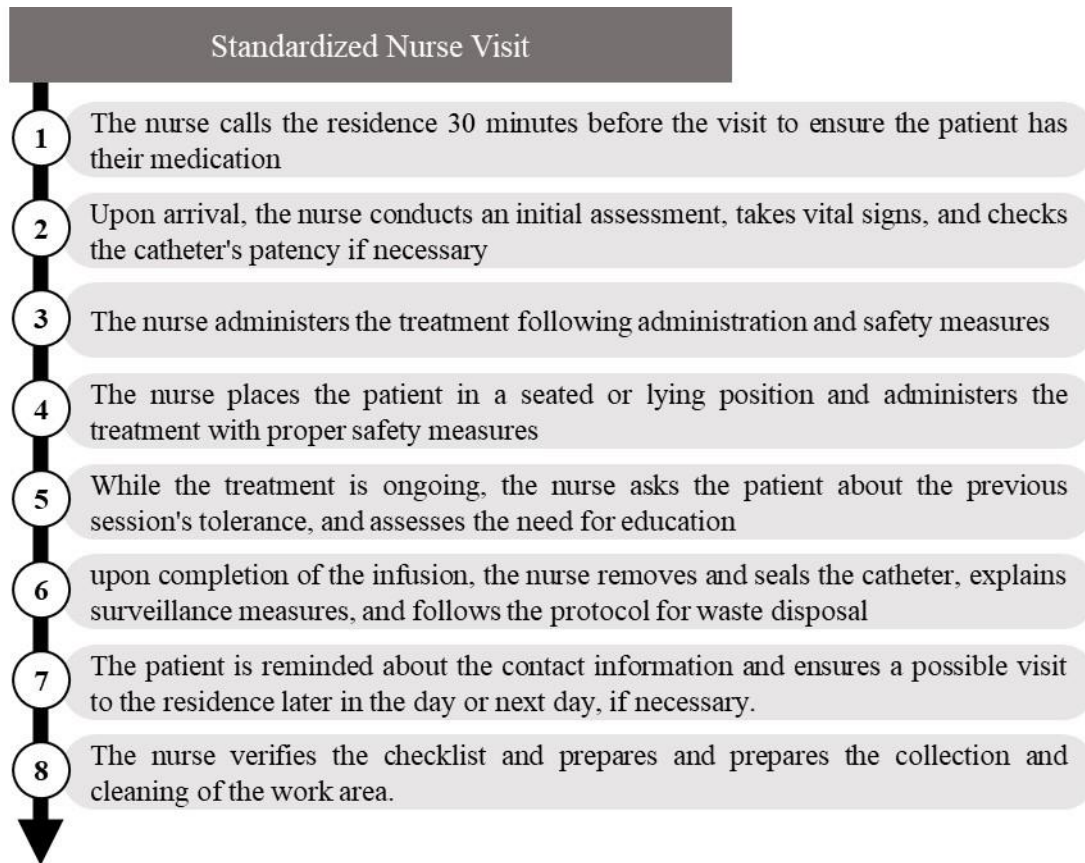 Standardized Nurse Visit
1
The nurse calls the residence 30 minutes before the visit to ensure the patient has
their medication
2
Upon arrival, the nurse conducts an initial assessment, takes vital signs, and checks
the catheter's patency if necessary
3
The nurse administers the treatment following administration and safety measures
4
The nurse places the patient in a seated or lying position and administers the
treatment with proper safety measures
5
While the treatment is ongoing, the nurse asks the patient about the previous
session's tolerance, and assesses the need for education
6
upon completion of the infusion, the nurse removes and seals the catheter, explains
surveillance measures, and follows the protocol for waste disposal
7
The patient is reminded about the contact information and ensures a possible visit
to the residence later in the day or next day, if necessary.
8
The nurse verifies the checklist and prepares and prepares the collection and
cleaning of the work area.